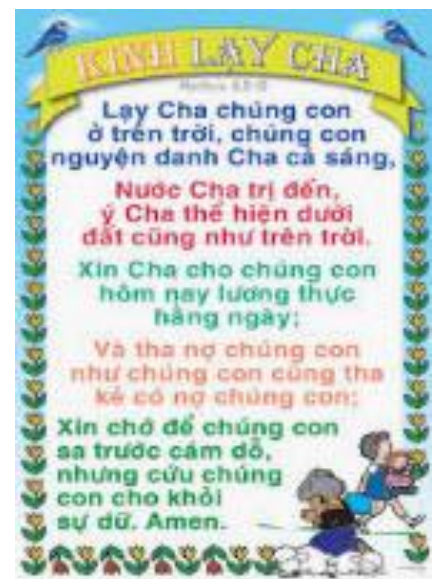 KINH LẠY CHA
Lạy Cha chúng con
ở trên trời, chúng con
nguyện danh Cha cả sáng,
Nước Cha trị đến,
ý Cha thể hiện dưới
đất cũng như trên trời.
Xin Cha cho chúng con
hôm nay lương thực
hằng ngày;
Và tha nợ chúng con
như chúng con cũng tha
kẻ có nợ chúng con;
Xin chớ để chúng con
sa trước cám dỗ,
nhưng cứu chúng
con cho khỏi
sự dữ. Amen.